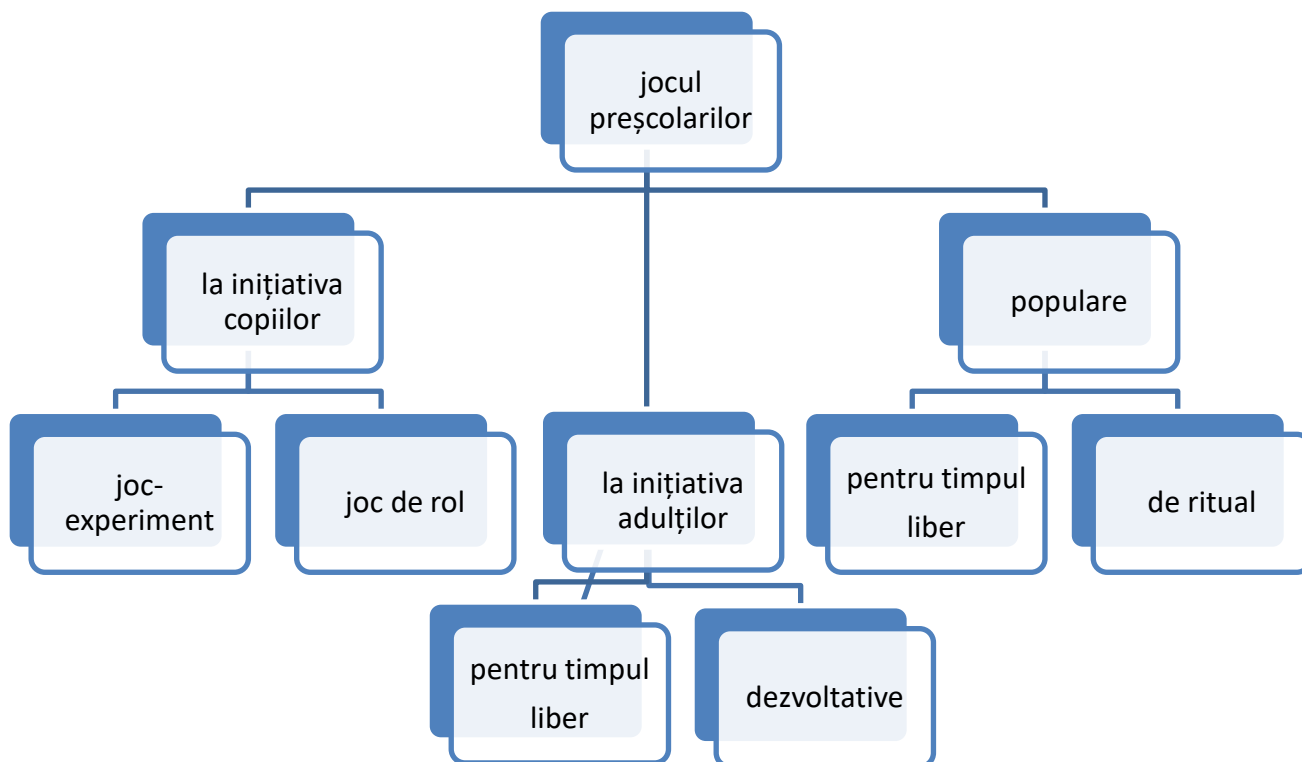 jocul
preșcolarilor
la inițiativa
copiilor
populare
joc-
experiment
joc de rol
la inițiativa
adulților
pentru timpul
liber
de ritual
pentru timpul
liber
dezvoltative